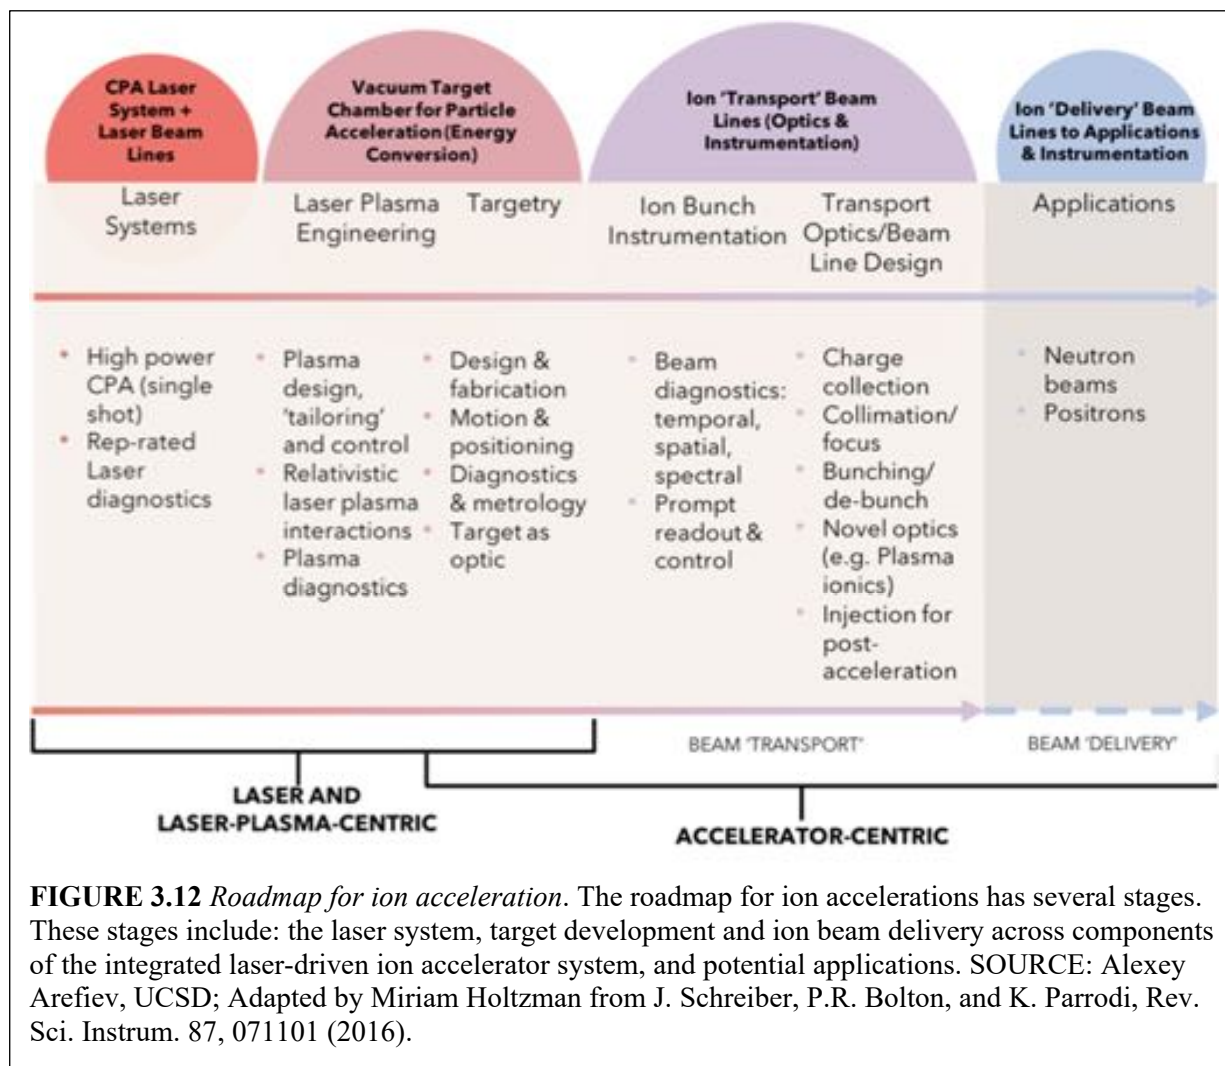 CPA Laser
System +
Laser Beam
Lines
Vacuum Target
Chamber for Particle
Acceleration (Energy
Conversion)
Ion 'Transport' Beam
Lines (Optics &
Instrumentation)
Ion 'Delivery' Beam
Lines to Applications
& Instrumentation
Laser
Systems
Laser Plasma
Engineering
Targetry
Ion Bunch
Instrumentation
Transport
Optics/Beam
Line Design
Applications
• High power
CPA (single
shot)
• Rep-rated
Laser
diagnostics
• Plasma
design,
'tailoring'
and control
• Relativistic
laser plasma
interactions
• Plasma
diagnostics
• Design &
fabrication
• Motion &
positioning
• Diagnostics
& metrology
• Target as
optic
• Beam
diagnostics:
temporal,
spatial,
spectral
• Prompt
readout &
control
• Charge
collection
• Collimation/
focus
• Bunching/
de-bunch
• Novel optics
(e.g. Plasma
ionics)
• Injection for
post-
acceleration
• Neutron
beams
• Positrons
BEAM 'TRANSPORT'
BEAM 'DELIVERY'
LASER AND
LASER-PLASMA-CENTRIC
ACCELERATOR-CENTRIC
FIGURE 3.12 Roadmap for ion acceleration. The roadmap for ion accelerations has several stages.
These stages include: the laser system, target development and ion beam delivery across components
of the integrated laser-driven ion accelerator system, and potential applications. SOURCE: Alexey
Arefiev, UCSD; Adapted by Miriam Holtzman from J. Schreiber, P.R. Bolton, and K. Parrodi, Rev.
Sci. Instrum. 87, 071101 (2016).